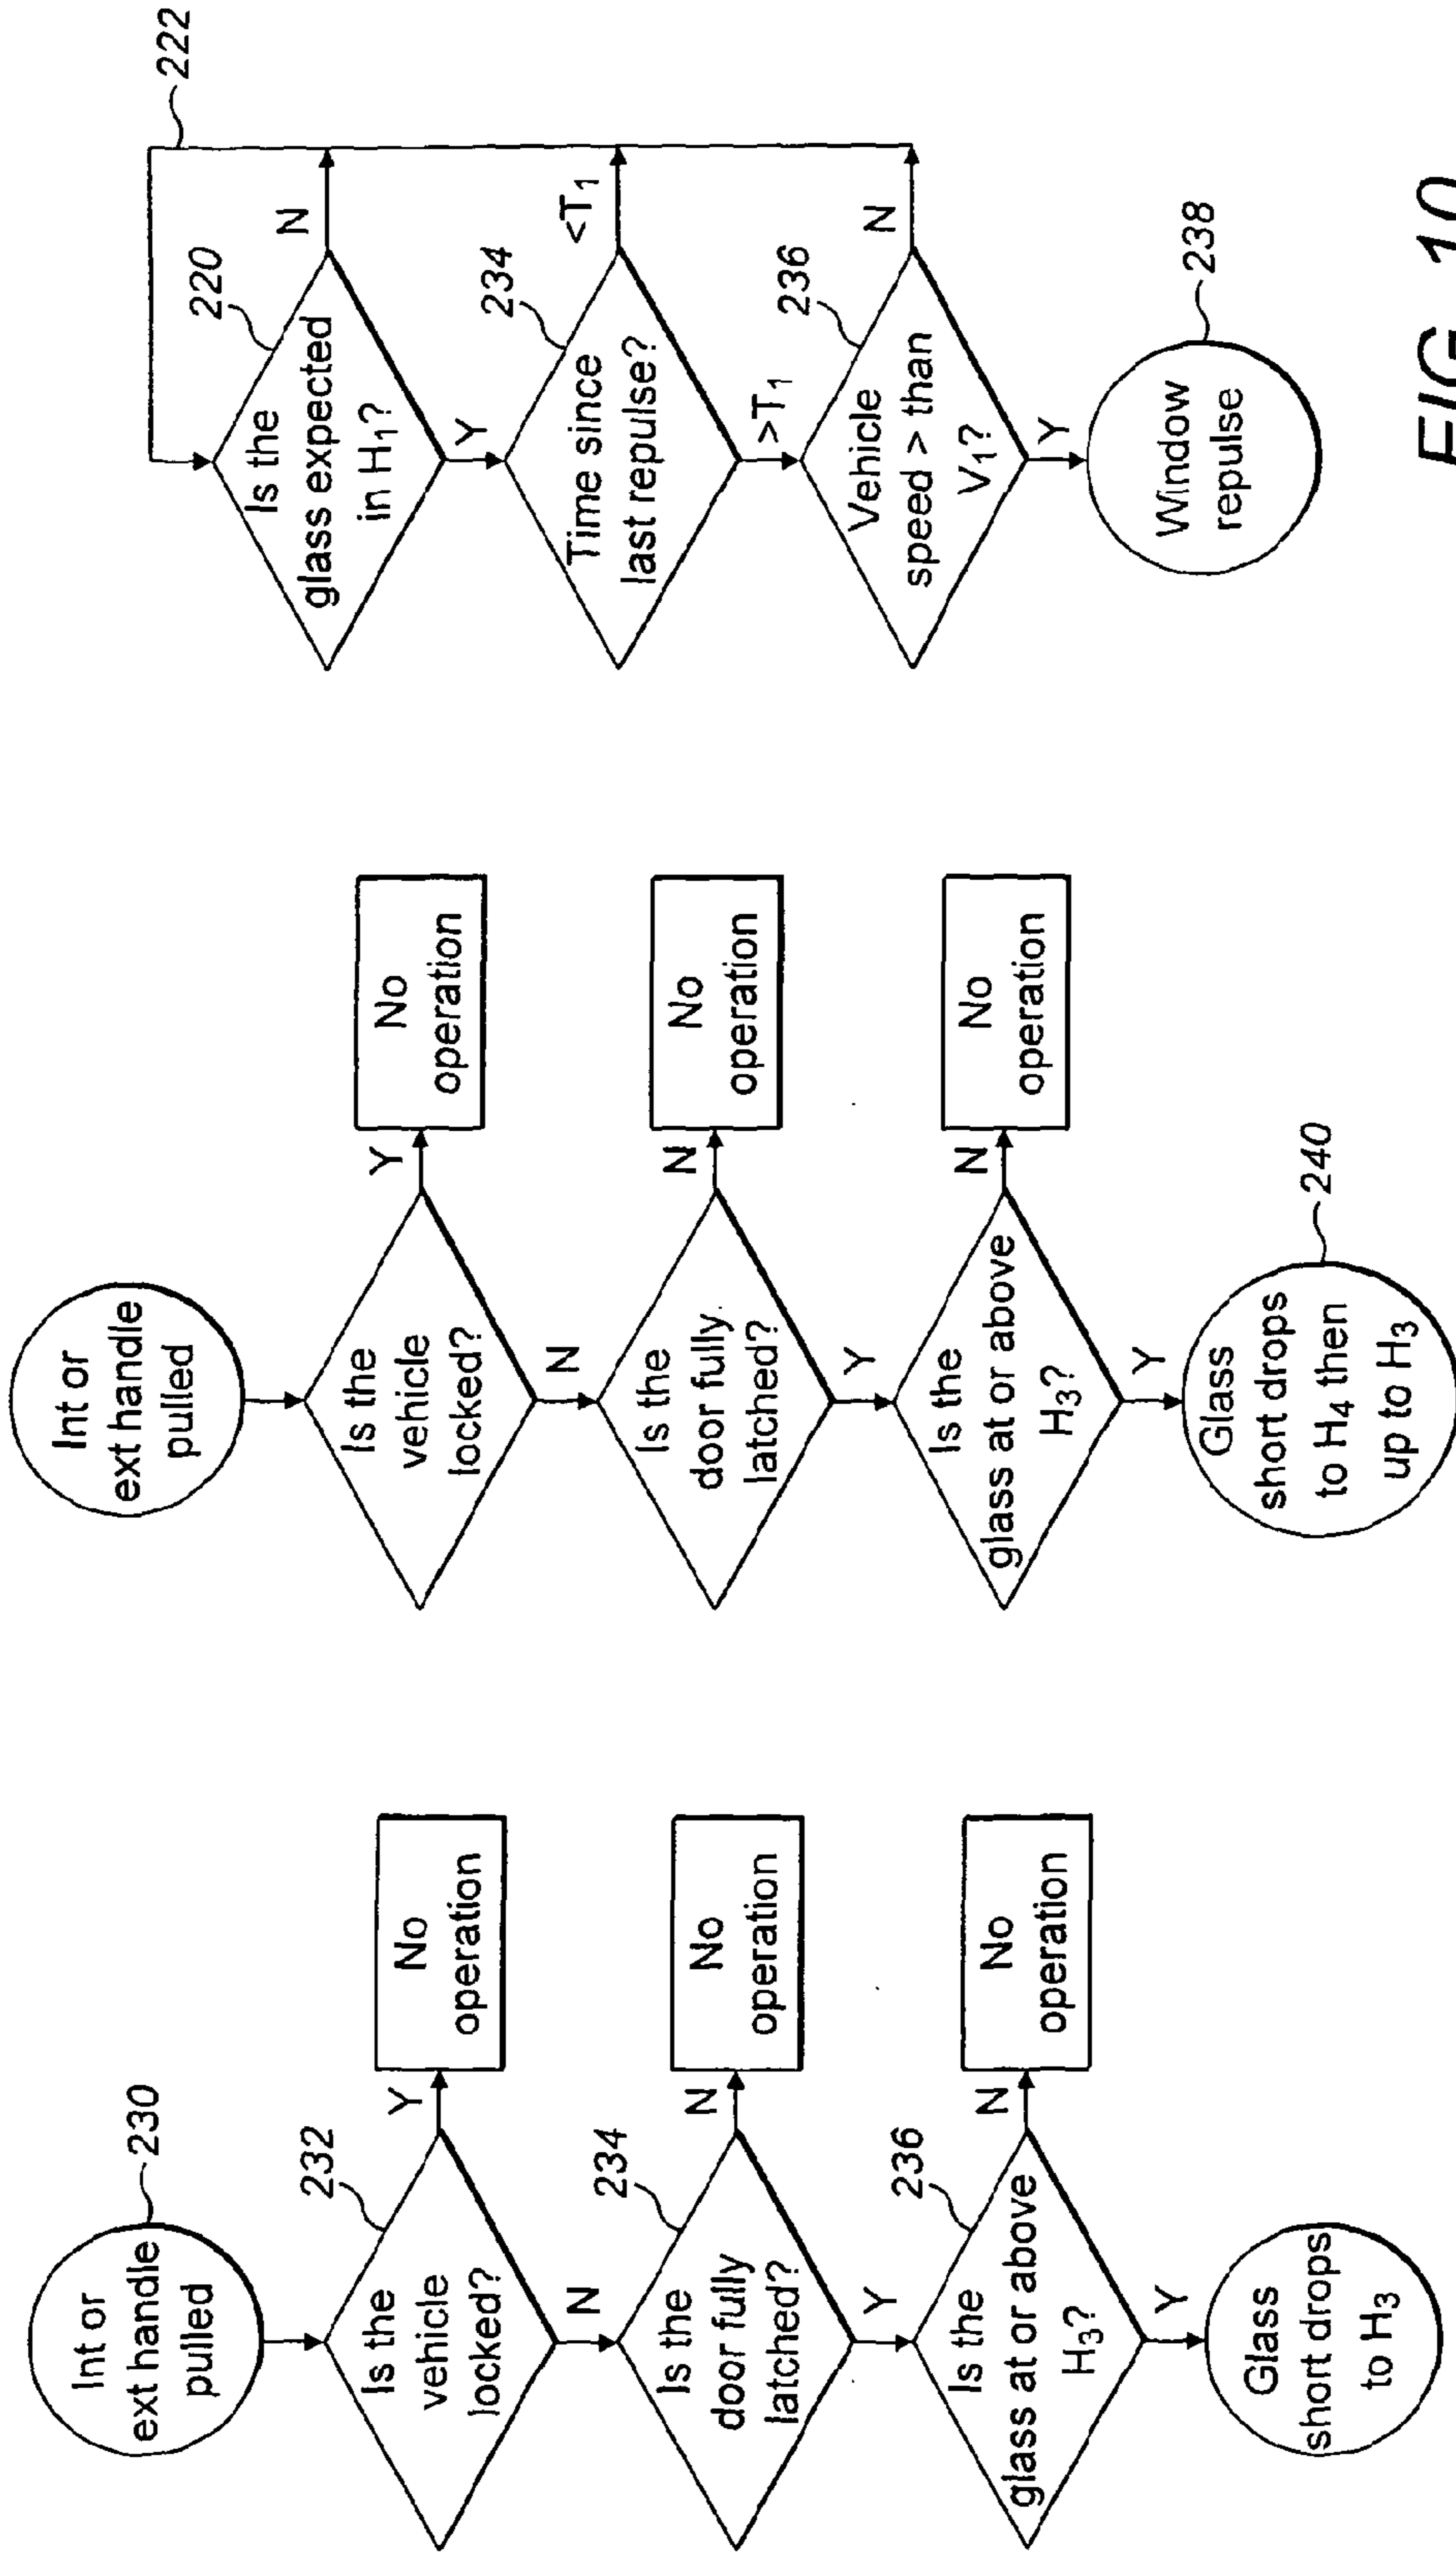 Int or
ext handle
pulled
230
Is the
vehicle
locked?
232
Y
No
operation
N
Is the
door fully
latched?
234
N
No
operation
Y
Is the
glass at or above
H₃?
236
N
No
operation
Y
Glass
short drops
to H₃
Int or
ext handle
pulled
Is the
vehicle
locked?
Y
No
operation
N
Is the
door fully
latched?
N
No
operation
Y
Is the
glass at or above
H₃?
N
No
operation
Y
Glass
short drops
to H₄ then
up to H₃
240
222
Is the
glass expected
in H₁?
220
N
Y
Time since
last repulse?
234
<T₁
>T₁
Vehicle
speed > than
V₁?
236
N
Y
Window
repulse
238
FIG 10